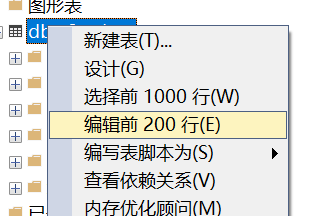 图形表
新建表(T)...
设计(G)
选择前 1000 行(W)
编辑前 200 行(E)
编写表脚本为(S)
查看依赖关系(V)
内存优化顾问(M)